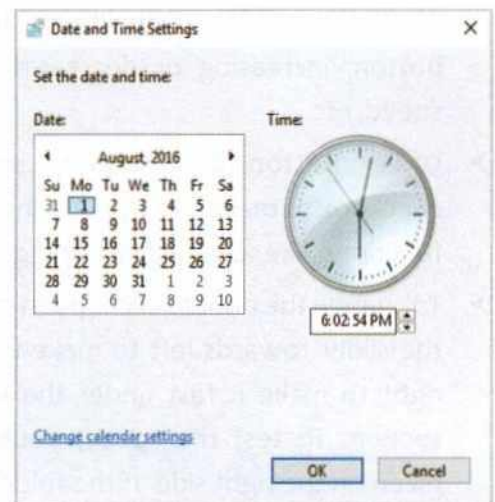 Date and Time Settings
Set the date and time:
Date:
Time:
August, 2016
Su Mo Tu We Th Fr Sa
31 1 2 3 4 5 6
7 8 9 10 11 12 13
14 15 16 17 18 19 20
21 22 23 24 25 26 27
28 29 30 31 1 2 3
4 5 6 7 8 9 10
6:02:54 PM
Change calendar settings
OK Cancel